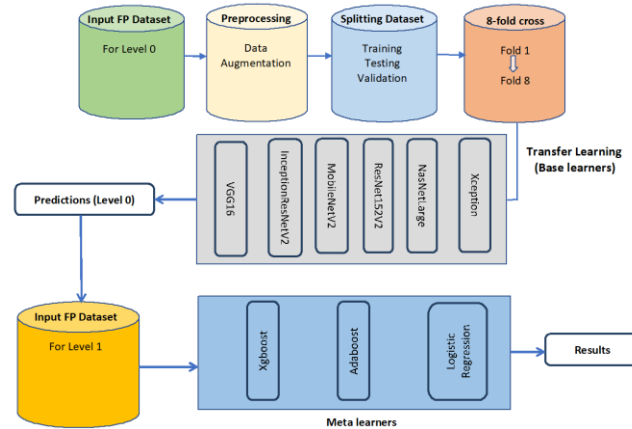 Input FP Dataset
For Level 0
Preprocessing
Data
Augmentation
Splitting Dataset
Training
Testing
Validation
8-fold cross
Fold 1
Fold 8
Transfer Learning
(Base learners)
VGG16
InceptionResNetV2
MobileNetV2
ResNet152V2
NasNetLarge
Xception
Predictions (Level 0)
Input FP Dataset
For Level 1
Xgboost
Adaboost
Logistic
Regression
Results
Meta learners